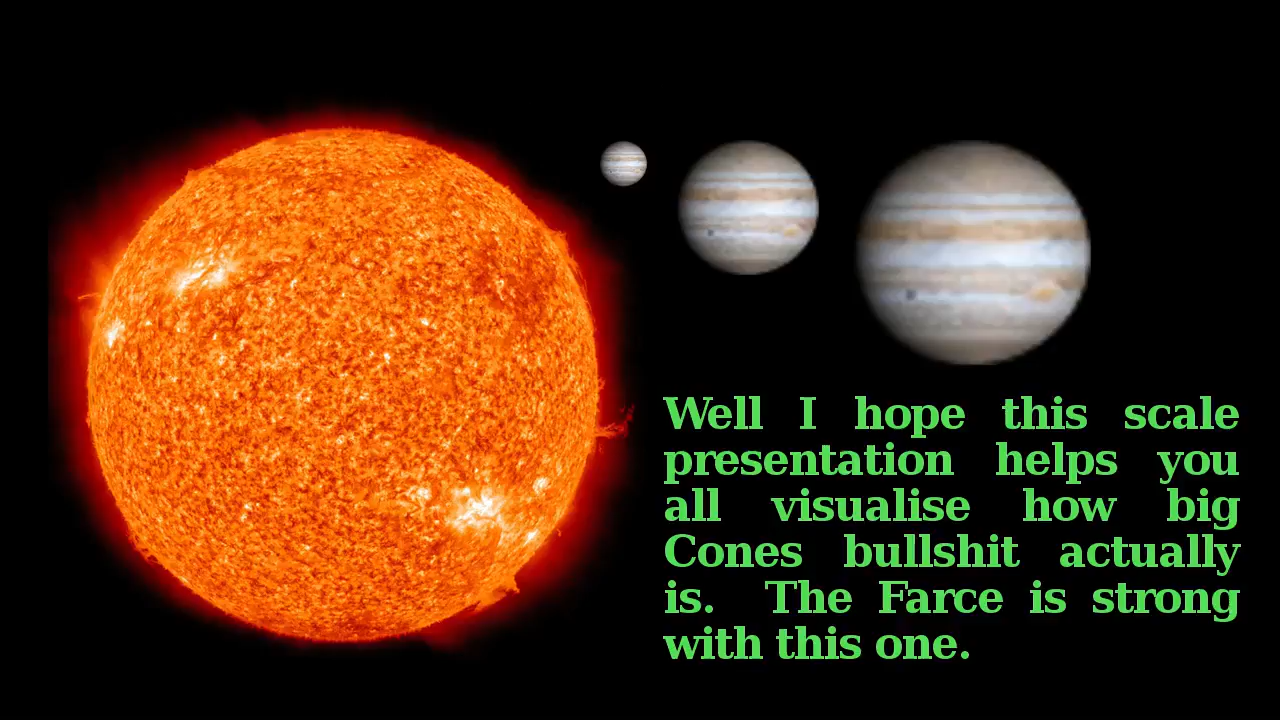 Well I hope this scale
presentation helps you
all visualise how big
Cones bullshit actually
is.  The Farce is strong
with this one.